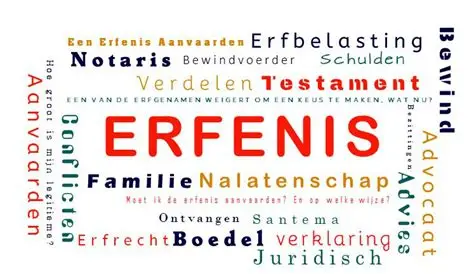 Een Erfenis Aanvaarden Erfbelasting
Notaris Bewindvoerder Schulden
Verdelen Testament
EEN VAN DE ERFGENAMEN WEIGERT OM EEN KEUS TE MAKEN, WAT NU?
ERFENIS
Familie Nalatenschap
Moet ik de erfenis aanvaarden? En op welke wijze?
Ontvangen Santema
Erfrecht Boedel verklaring
Juridisch
Aanvaarden
Hoe groot is mijn legitieme?
Conflicten
Bezittingen
Advies
Advocaat
Bewind